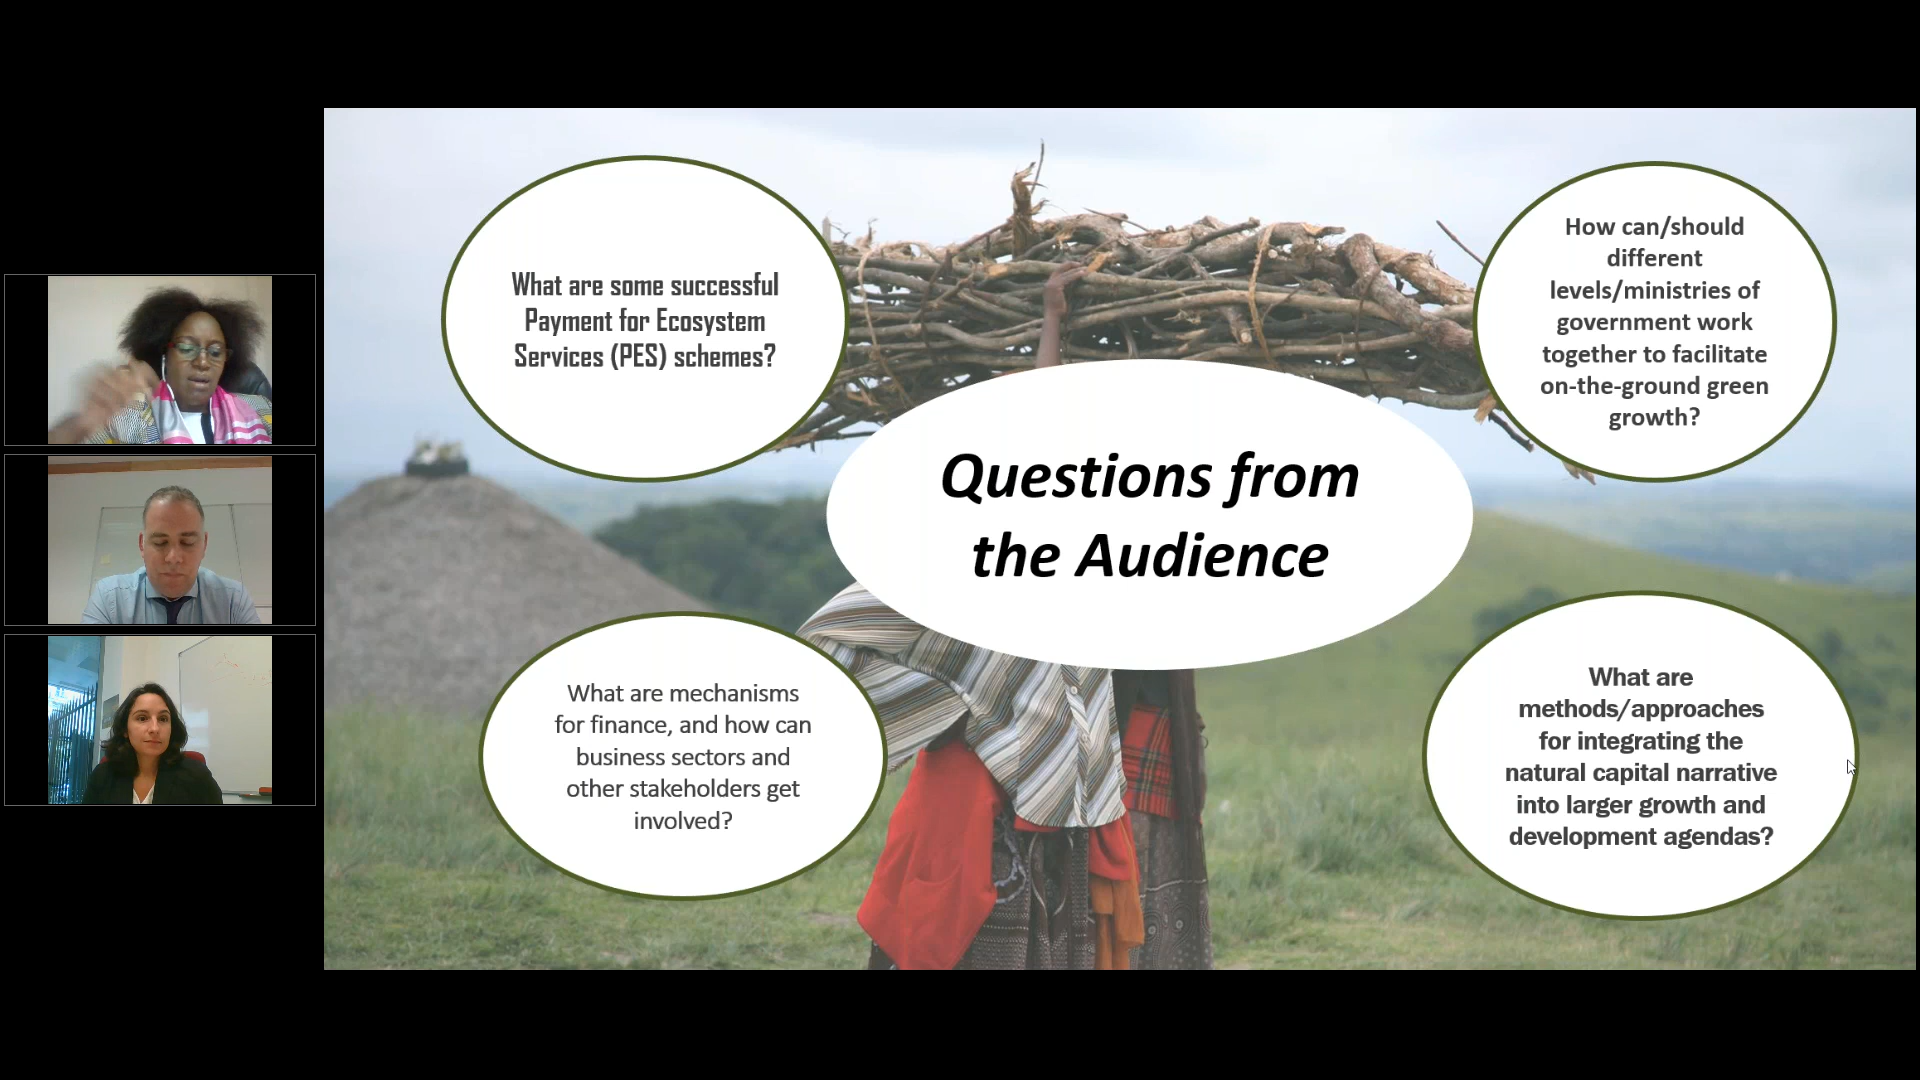 What are some successful
Payment for Ecosystem
Services (PES) schemes?
How can/should
different
levels/ministries of
government work
together to facilitate
on-the-ground green
growth?
Questions from
the Audience
What are mechanisms
for finance, and how can
business sectors and
other stakeholders get
involved?
What are
methods/approaches
for integrating the
natural capital narrative
into larger growth and
development agendas?